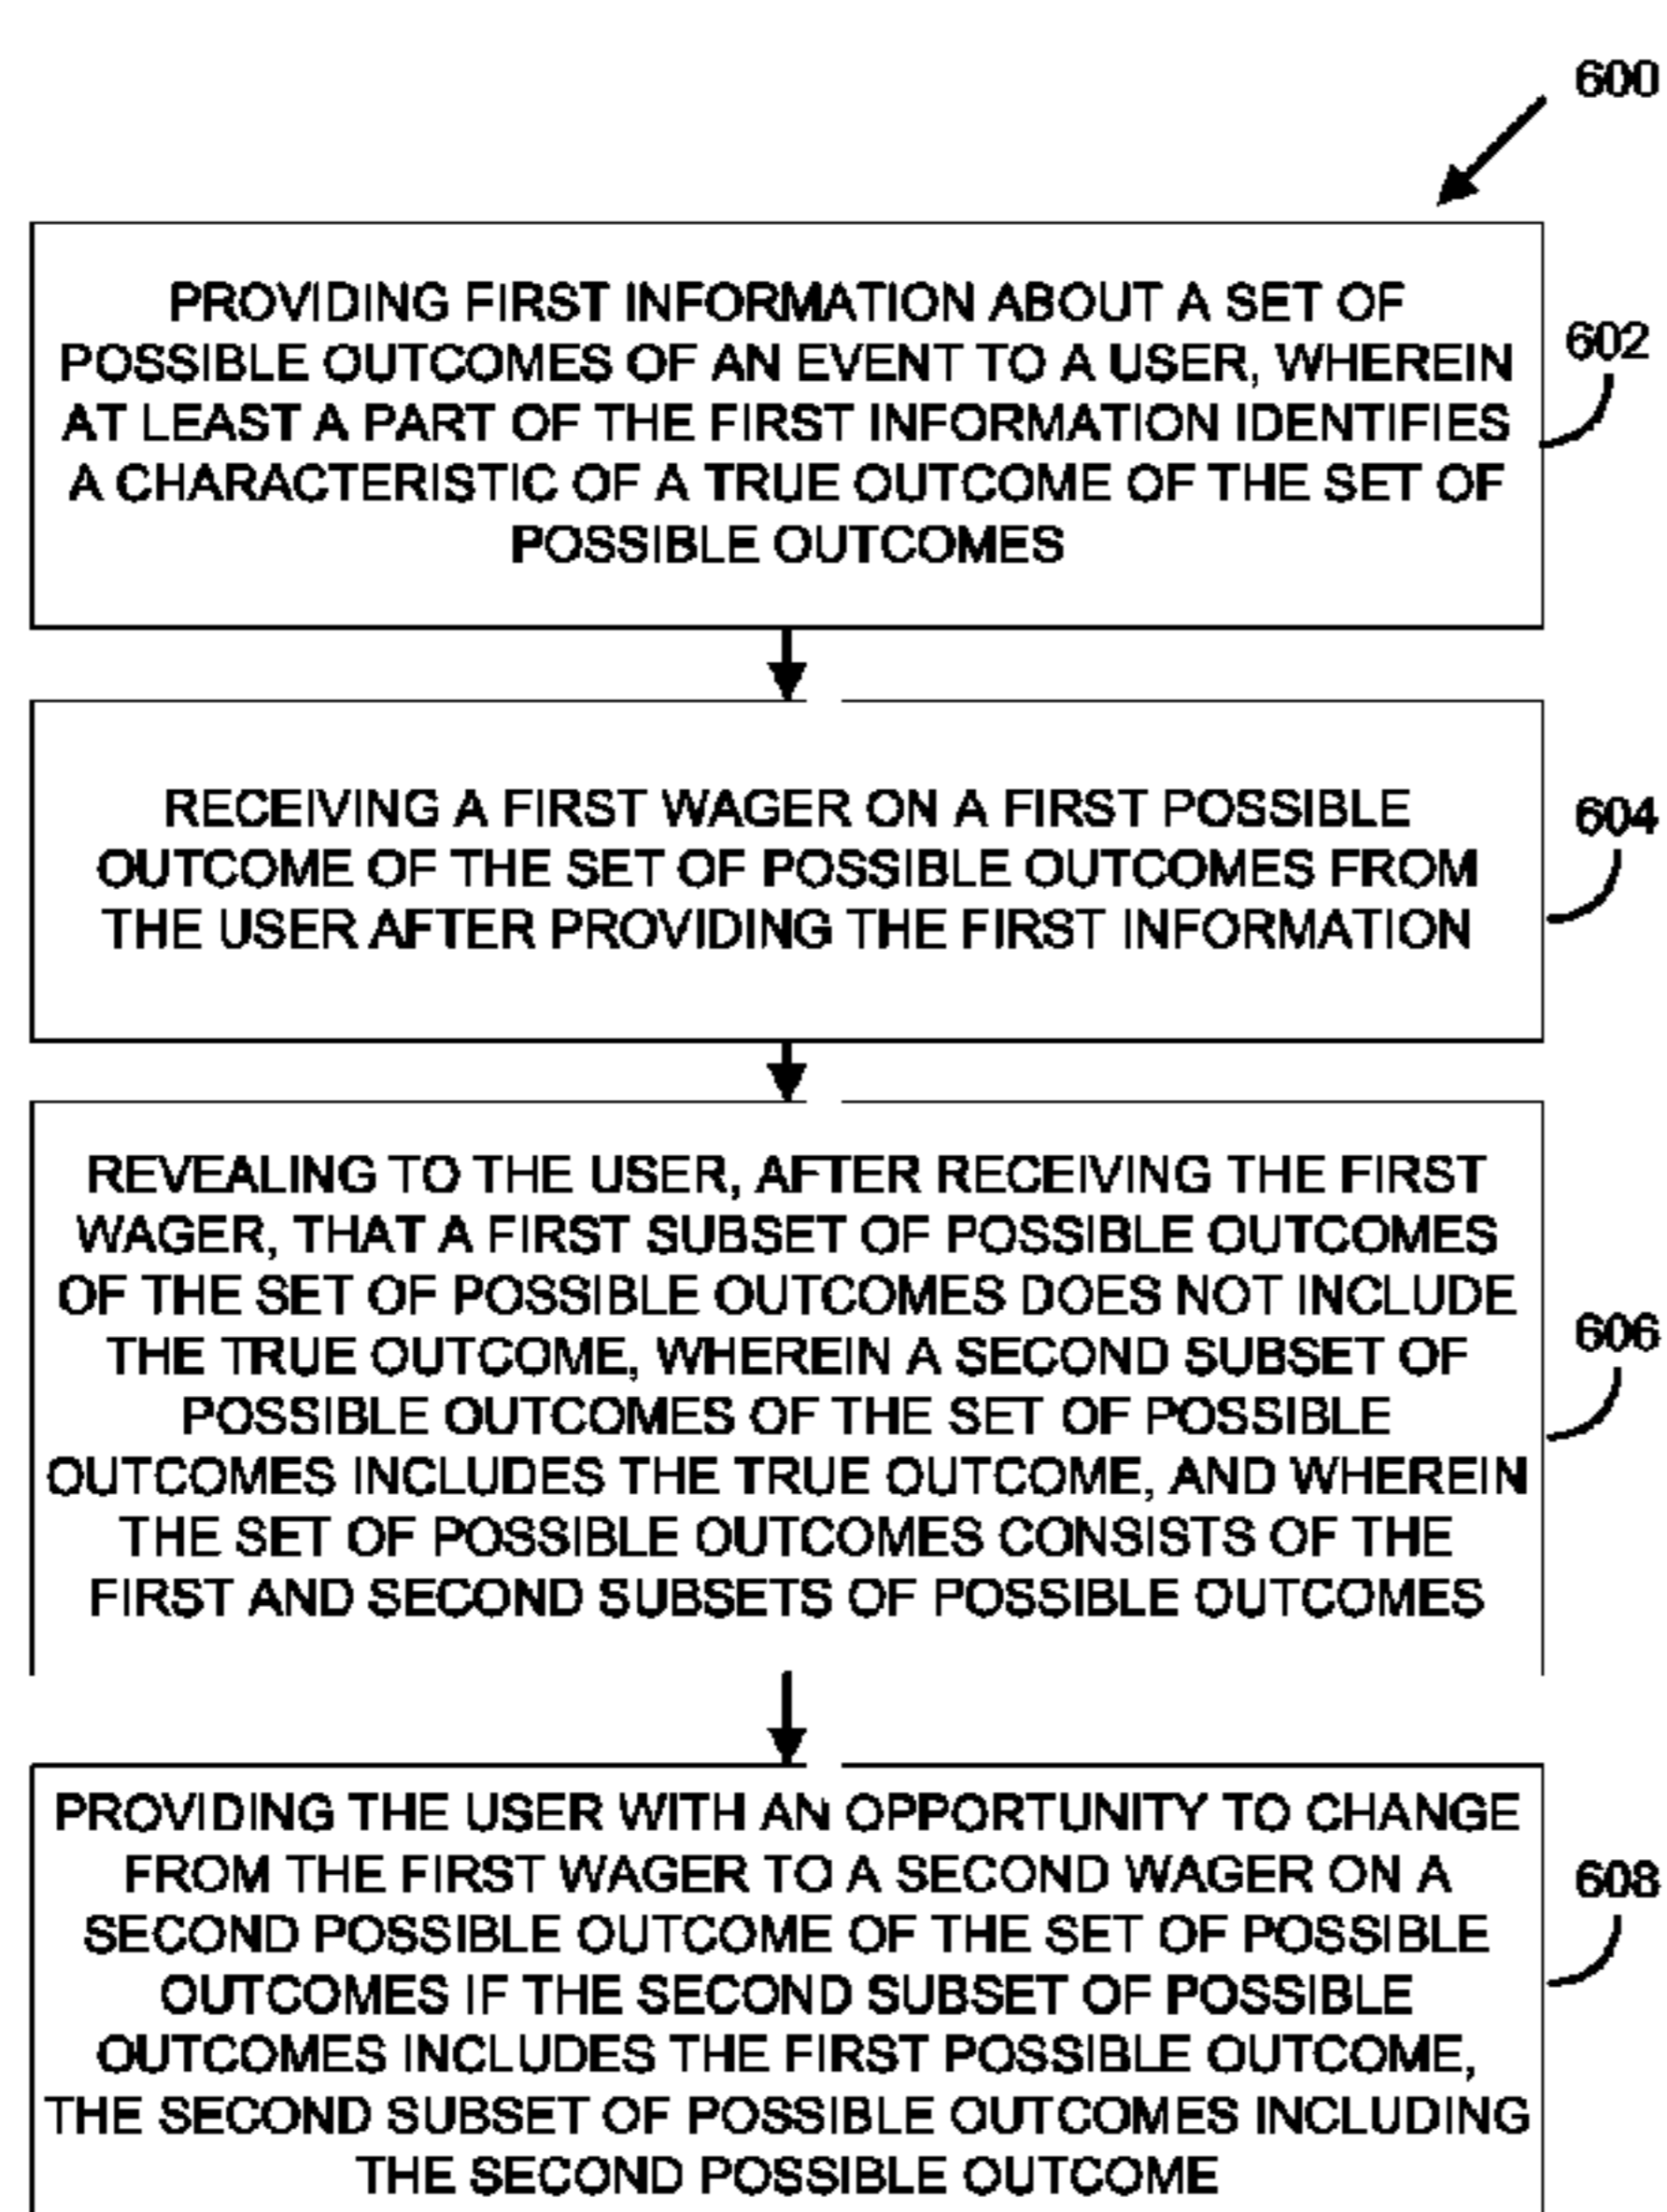 600
PROVIDING FIRST INFORMATION ABOUT A SET OF
POSSIBLE OUTCOMES OF AN EVENT TO A USER, WHEREIN
AT LEAST A PART OF THE FIRST INFORMATION IDENTIFIES
A CHARACTERISTIC OF A TRUE OUTCOME OF THE SET OF
POSSIBLE OUTCOMES
602
RECEIVING A FIRST WAGER ON A FIRST POSSIBLE
OUTCOME OF THE SET OF POSSIBLE OUTCOMES FROM
THE USER AFTER PROVIDING THE FIRST INFORMATION
604
REVEALING TO THE USER, AFTER RECEIVING THE FIRST
WAGER, THAT A FIRST SUBSET OF POSSIBLE OUTCOMES
OF THE SET OF POSSIBLE OUTCOMES DOES NOT INCLUDE
THE TRUE OUTCOME, WHEREIN A SECOND SUBSET OF
POSSIBLE OUTCOMES OF THE SET OF POSSIBLE
OUTCOMES INCLUDES THE TRUE OUTCOME, AND WHEREIN
THE SET OF POSSIBLE OUTCOMES CONSISTS OF THE
FIRST AND SECOND SUBSETS OF POSSIBLE OUTCOMES
606
PROVIDING THE USER WITH AN OPPORTUNITY TO CHANGE
FROM THE FIRST WAGER TO A SECOND WAGER ON A
SECOND POSSIBLE OUTCOME OF THE SET OF POSSIBLE
OUTCOMES IF THE SECOND SUBSET OF POSSIBLE
OUTCOMES INCLUDES THE FIRST POSSIBLE OUTCOME,
THE SECOND SUBSET OF POSSIBLE OUTCOMES INCLUDING
THE SECOND POSSIBLE OUTCOME
608